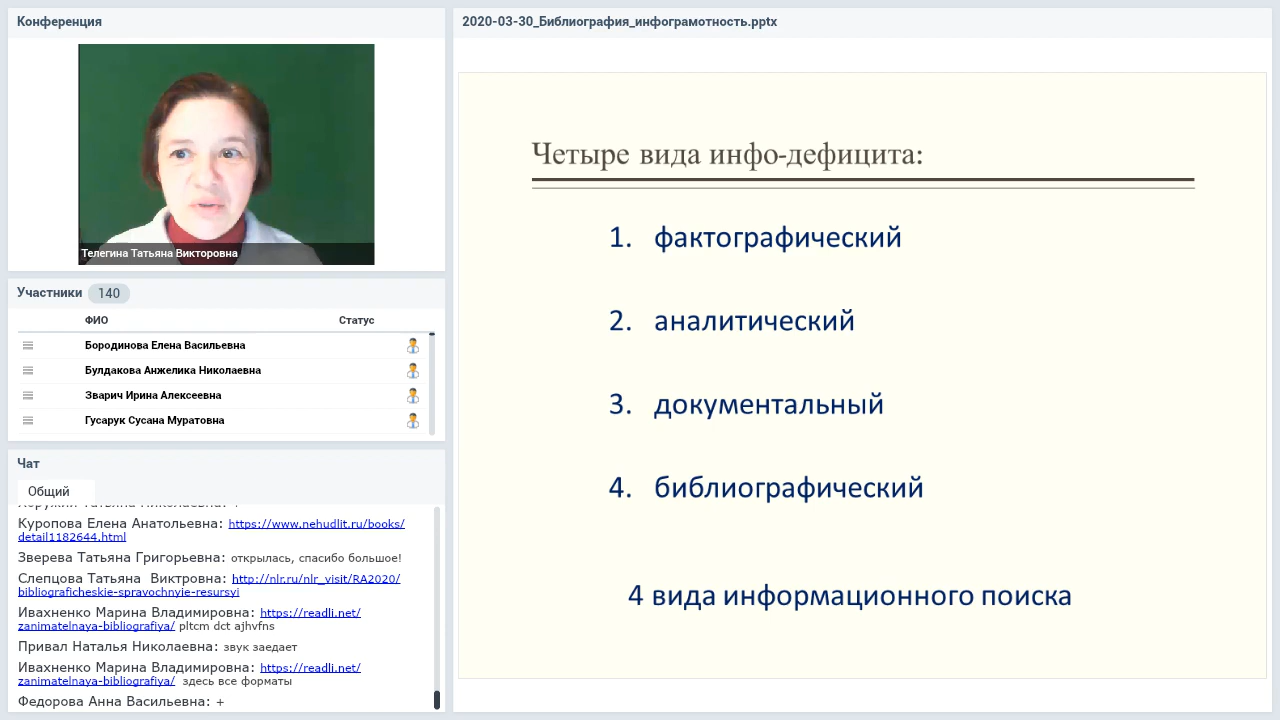 Конференция
Телегина Татьяна Викторовна
Участники 140
ФИО Статус
Бородинова Елена Васильевна
Булдакова Анжелика Николаевна
Зварич Ирина Алексеевна
Гусарук Сусана Муратовна
Чат
Общий
Куропова Елена Анатольевна: https://www.nehudlit.ru/books/
detail1182644.html
Зверева Татьяна Григорьевна: открылась, спасибо большое!
Слепцова Татьяна Виктровна: http://nlr.ru/nlr_visit/RA2020/
bibliograficheskie-spravochnyie-resursyi
Ивахненко Марина Владимировна: https://readli.net/
zanimatelnaya-bibliografiya/ pltcm dct ajhvfns
Привал Наталья Николаевна: звук заедает
Ивахненко Марина Владимировна: https://readli.net/
zanimatelnaya-bibliografiya/ здесь все форматы
Федорова Анна Васильевна: +
2020-03-30_Библиография_инфограмотность.pptx
Четыре вида инфо-дефицита:
1. фактографический
2. аналитический
3. документальный
4. библиографический
4 вида информационного поиска